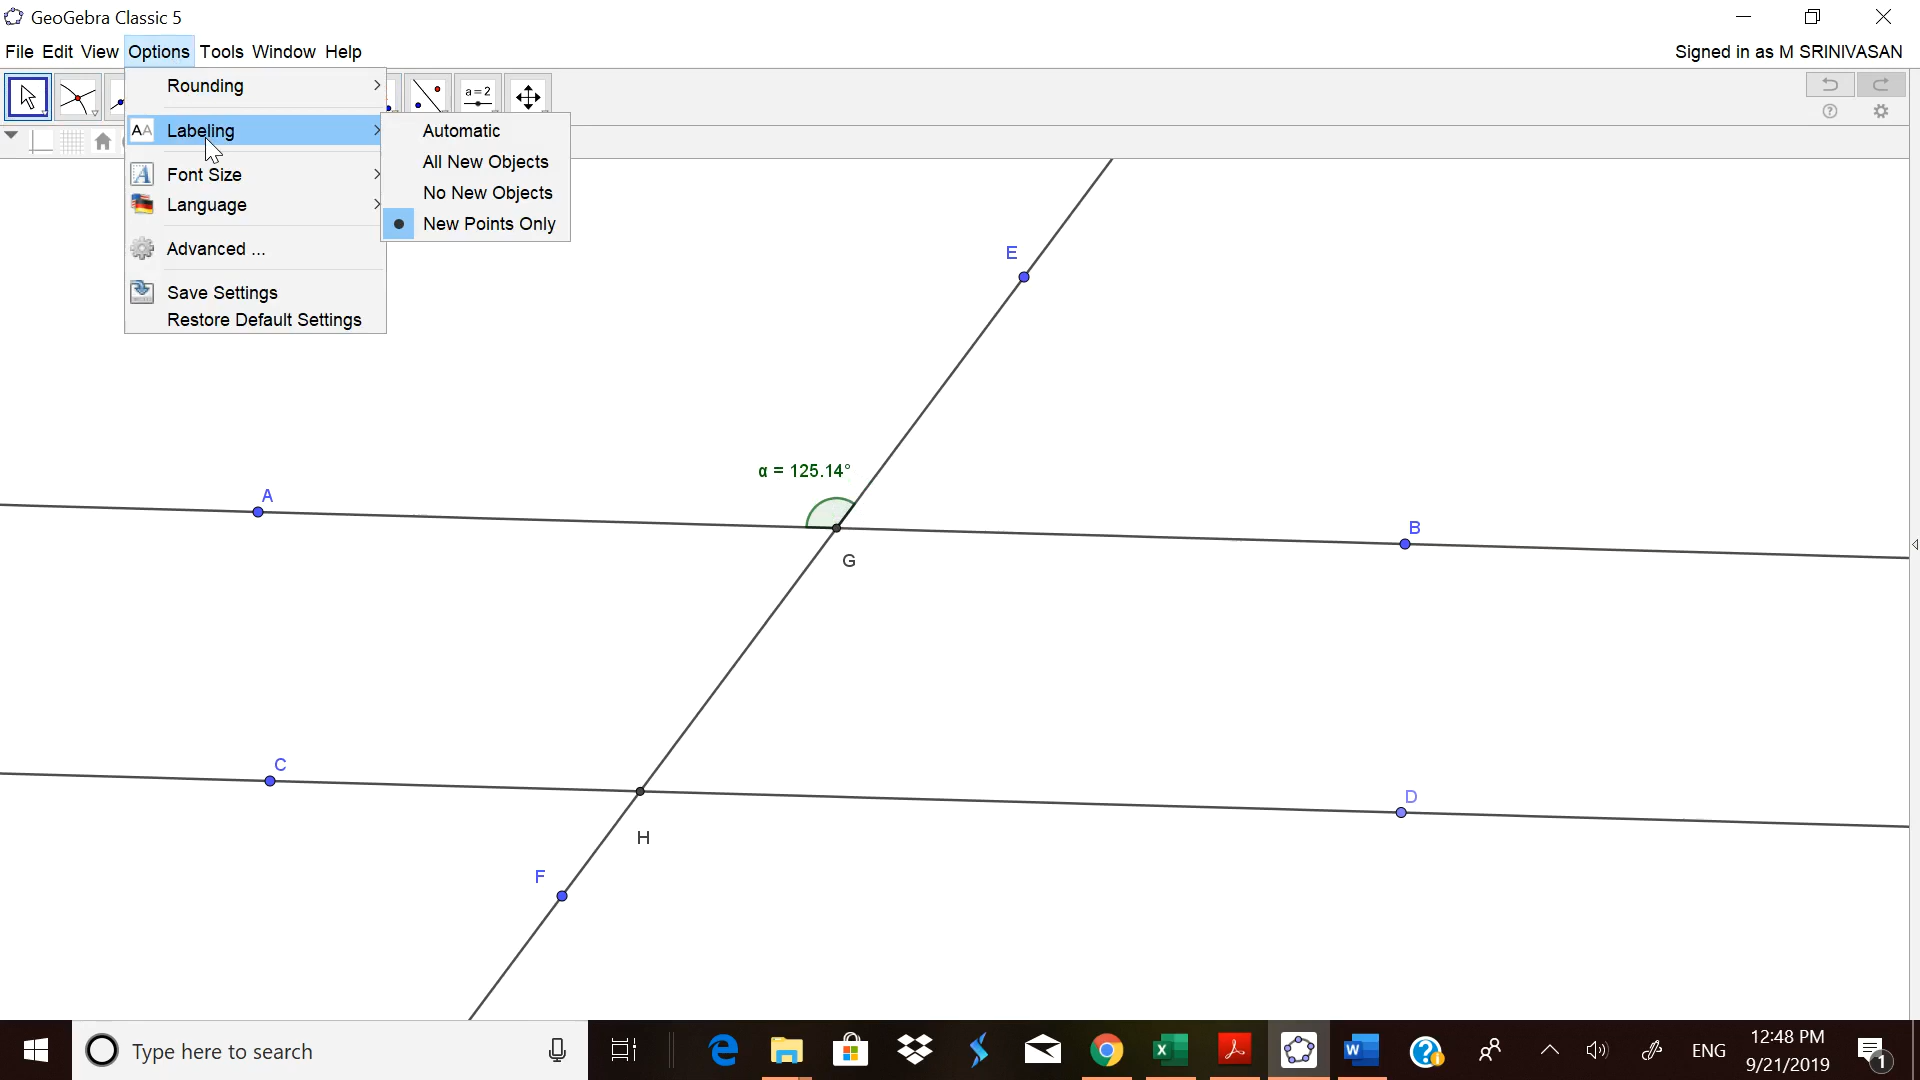 GeoGebra Classic 5
File Edit View Options Tools Window Help
Signed in as M SRINIVASAN
Rounding
a=2
AA Labeling
Automatic
All New Objects
No New Objects
New Points Only
A Font Size
Language
Advanced ...
Save Settings
Restore Default Settings
E
α = 125.14°
A
B
G
C
D
H
F
Type here to search
ENG
12:48 PM
9/21/2019
1